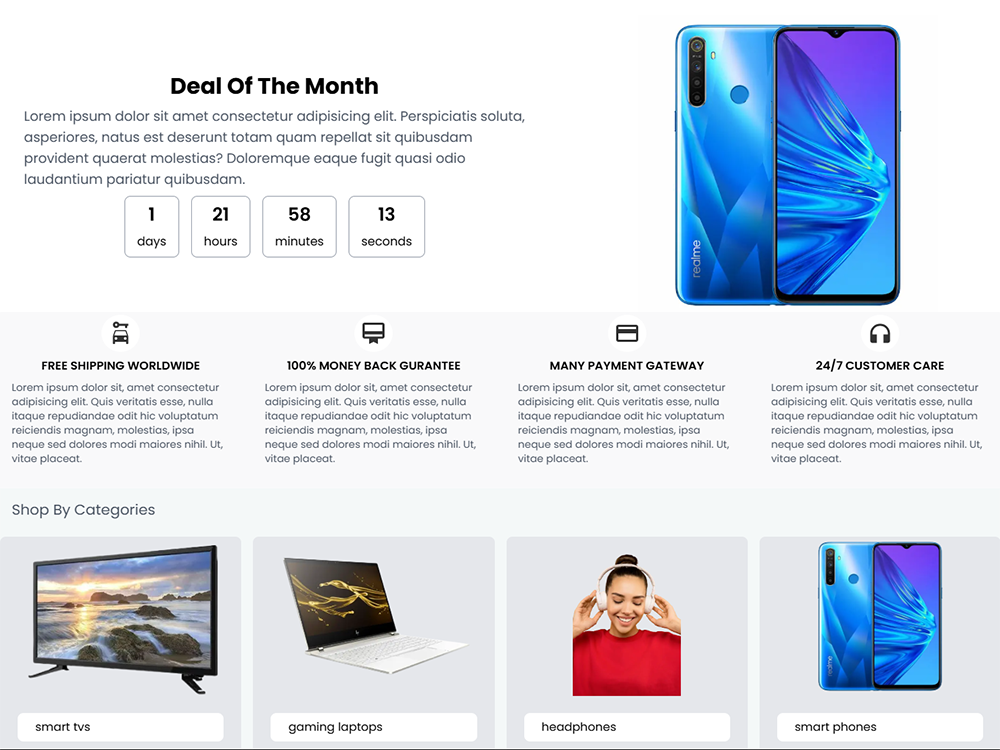 Deal Of The Month
Lorem ipsum dolor sit amet consectetur adipisicing elit. Perspiciatis soluta,
asperiores, natus est deserunt totam quam repellat sit quibusdam
provident quaerat molestias? Doloremque eaque fugit quasi odio
laudantium pariatur quibusdam.
1
days
21
hours
58
minutes
13
seconds
realme
FREE SHIPPING WORLDWIDE
Lorem ipsum dolor sit, amet consectetur
adipisicing elit. Quis veritatis esse, nulla
itaque repudiandae odit hic voluptatum
reiciendis magnam, molestias, ipsa
neque sed dolores modi maiores nihil. Ut,
vitae placeat.
100% MONEY BACK GURANTEE
Lorem ipsum dolor sit, amet consectetur
adipisicing elit. Quis veritatis esse, nulla
itaque repudiandae odit hic voluptatum
reiciendis magnam, molestias, ipsa
neque sed dolores modi maiores nihil. Ut,
vitae placeat.
MANY PAYMENT GATEWAY
Lorem ipsum dolor sit, amet consectetur
adipisicing elit. Quis veritatis esse, nulla
itaque repudiandae odit hic voluptatum
reiciendis magnam, molestias, ipsa
neque sed dolores modi maiores nihil. Ut,
vitae placeat.
24/7 CUSTOMER CARE
Lorem ipsum dolor sit, amet consectetur
adipisicing elit. Quis veritatis esse, nulla
itaque repudiandae odit hic voluptatum
reiciendis magnam, molestias, ipsa
neque sed dolores modi maiores nihil. Ut,
vitae placeat.
Shop By Categories
smart tvs
gaming laptops
headphones
realme
smart phones